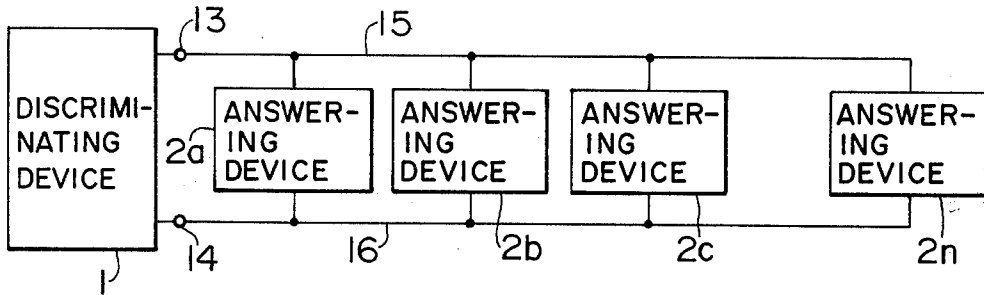 13
15
DISCRIMI-
NATING
DEVICE
2a
ANSWER-
ING
DEVICE
ANSWER-
ING
DEVICE
ANSWER-
ING
DEVICE
ANSWER-
ING
DEVICE
1
14
16
2b
2c
2n